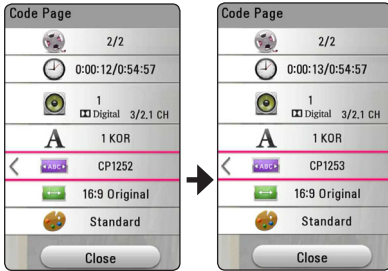 Code Page
2/2
0:00:12/0:54:57
1
Digital 3/2.1 CH
A 1 KOR
ABC CP1252
16:9 Original
Standard
Close
Code Page
2/2
0:00:13/0:54:57
1
Digital 3/2.1 CH
A 1 KOR
ABC CP1253
16:9 Original
Standard
Close